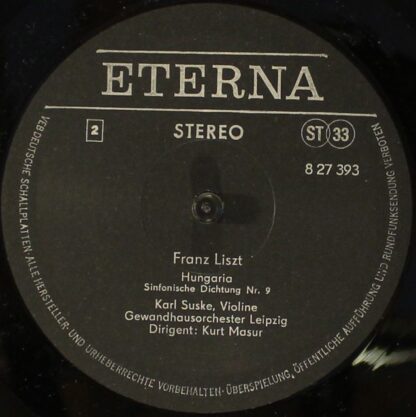 ETERNA
2
STEREO
ST 33
8 27 393
Franz Liszt
Hungaria
Sinfonische Dichtung Nr. 9
Karl Suske, Violine
Gewandhausorchester Leipzig
Dirigent: Kurt Masur
VEB DEUTSCHE SCHALLPLATTEN ALLE HERSTELLER- UND URHEBERRECHTE VORBEHALTEN · ÜBERSPIELUNG, ÖFFENTLICHE AUFFÜHRUNG UND RUNDFUNKSENDUNG VERBOTEN